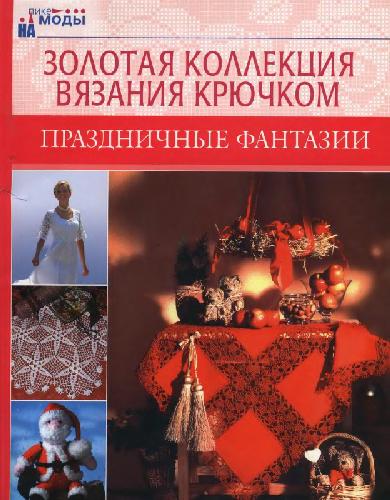 на пике
моды
ЗОЛОТАЯ КОЛЛЕКЦИЯ
ВЯЗАНИЯ КРЮЧКОМ
ПРАЗДНИЧНЫЕ ФАНТАЗИИ